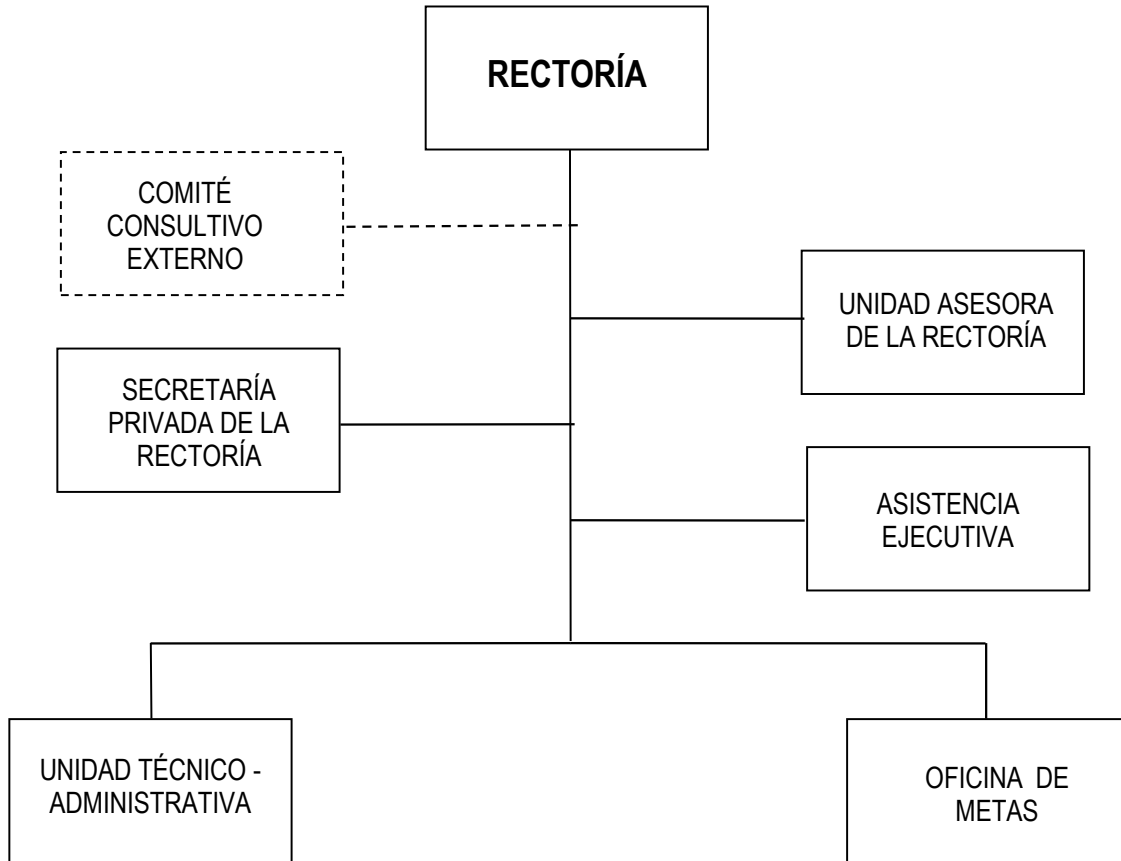 RECTORÍA
COMITÉ
CONSULTIVO
EXTERNO
UNIDAD ASESORA
DE LA RECTORÍA
SECRETARÍA
PRIVADA DE LA
RECTORÍA
ASISTENCIA
EJECUTIVA
UNIDAD TÉCNICO -
ADMINISTRATIVA
OFICINA DE
METAS